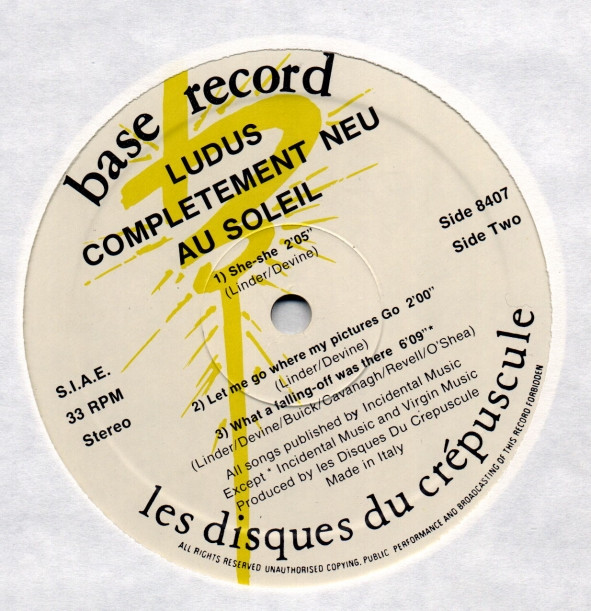 base record
LUDUS
COMPLETEMENT NEU
AU SOLEIL
Side 8407
Side Two
1) She-she 2'05"
(Linder/Devine)
S.I.A.E.
33 RPM
Stereo
2) Let me go where my pictures Go 2'00"
(Linder/Devine)
3) What a falling-off was there 6'09"*
(Linder/Devine/Buick/Cavanagh/Revell/O'Shea)
All songs published by Incidental Music
Except * Incidental Music and Virgin Music
Produced by les Disques Du Crepuscule
Made in Italy
les disques du crépuscule
ALL RIGHTS RESERVED UNAUTHORISED COPYING, PUBLIC PERFORMANCE AND BROADCASTING OF THIS RECORD FORBIDDEN